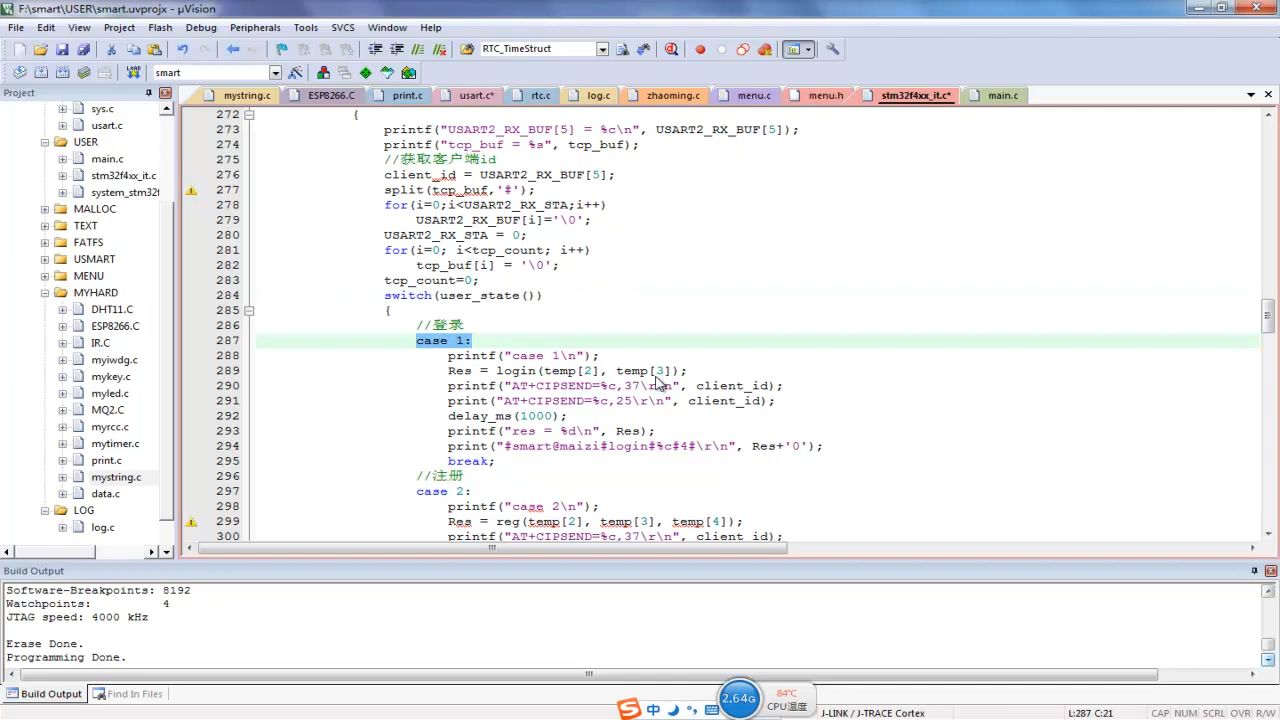 F:\smart\USER\smart.uvprojx - µVision
File Edit View Project Flash Debug Peripherals Tools SVCS Window Help
RTC_TimeStruct
LOAD smart
Project
mystring.c ESP8266.C print.c usart.c* rtc.c log.c zhaoming.c menu.c menu.h stm32f4xx_it.c* main.c
sys.c
usart.c
USER
main.c
stm32f4xx_it.c
system_stm32f
MALLOC
TEXT
FATFS
USMART
MENU
MYHARD
DHT11.C
ESP8266.C
IR.C
myiwdg.c
mykey.c
myled.c
MQ2.C
myrcc.c
mytimer.c
print.c
mystring.c
data.c
LOG
log.c
272 {
273 printf("USART2_RX_BUF[5] = %c\n", USART2_RX_BUF[5]);
274 printf("tcp_buf = %s", tcp_buf);
275 //获取客户端id
276 client_id = USART2_RX_BUF[5];
277 split(tcp_buf,'#');
278 for(i=0;i<USART2_RX_STA;i++)
279 USART2_RX_BUF[i]='\0';
280 USART2_RX_STA = 0;
281 for(i=0; i<tcp_count; i++)
282 tcp_buf[i] = '\0';
283 tcp_count=0;
284 switch(user_state())
285 {
286 //登录
287 case 1:
288 printf("case 1\n");
289 Res = login(temp[2], temp[3]);
290 printf("AT+CIPSEND=%c,37\r\n", client_id);
291 print("AT+CIPSEND=%c,25\r\n", client_id);
292 delay_ms(1000);
293 printf("res = %d\n", Res);
294 print("#smart@maizi#login#%c#4#\r\n", Res+'0');
295 break;
296 //注册
297 case 2:
298 printf("case 2\n");
299 Res = reg(temp[2], temp[3], temp[4]);
300 printf("AT+CIPSEND=%c,37\r\n", client_id);
Build Output
Software-Breakpoints: 8192
Watchpoints: 4
JTAG speed: 4000 kHz
Erase Done.
Programming Done.
Build Output Find In Files
中
2.64G
84℃
CPU温度
J-LINK / J-TRACE Cortex L:287 C:21 CAP NUM SCRL OVR R/W